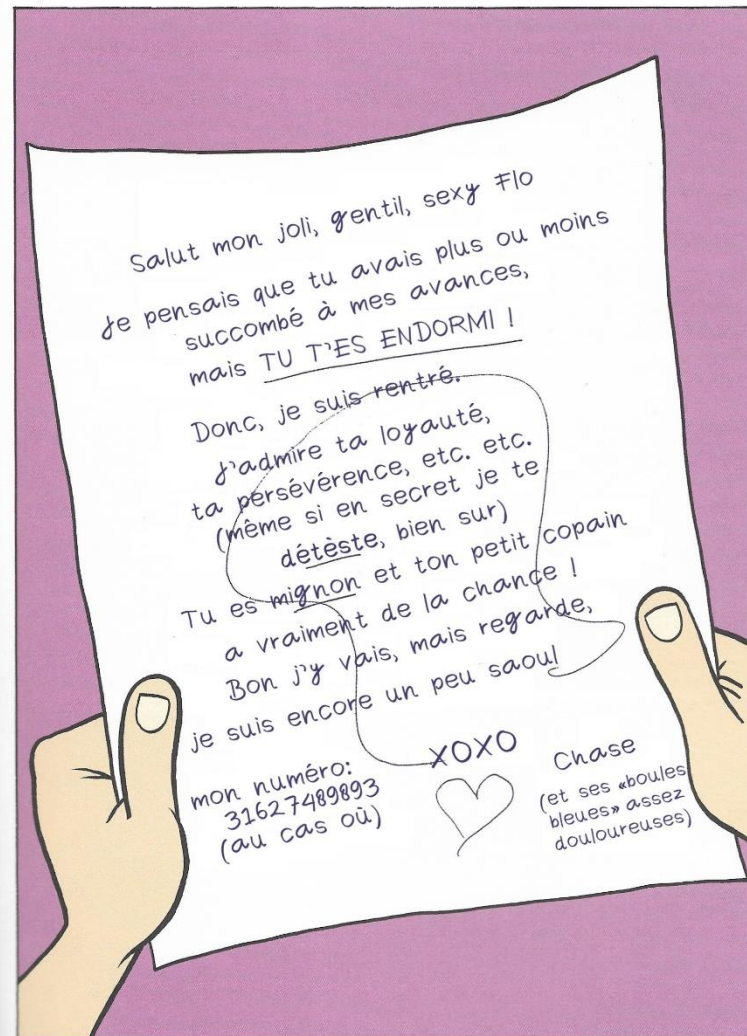 Salut mon joli, gentil, sexy Flo
Je pensais que tu avais plus ou moins
succombé à mes avances,
mais TU T'ES ENDORMI !
Donc, je suis rentré.
J'admire ta loyauté,
ta persévérence, etc. etc.
(même si en secret je te
détèste, bien sur)
Tu es mignon et ton petit copain
a vraiment de la chance !
Bon j'y vais, mais regarde,
je suis encore un peu saoul
mon numéro:
31627489893
(au cas où)
XOXO
Chase
(et ses «boules
bleues» assez
douloureuses)